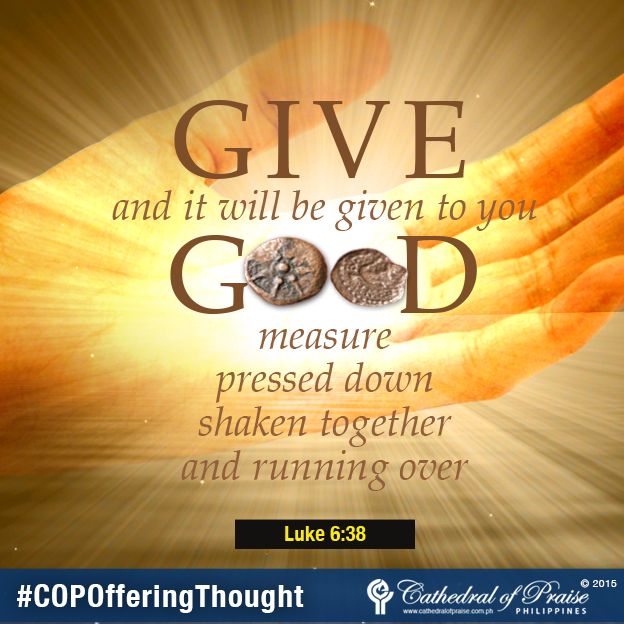 GIVE
and it will be given to you
GOOD
measure
pressed down
shaken together
and running over
Luke 6:38
#COPOfferingThought
Cathedral of Praise
www.cathedralofpraise.com.ph PHILIPPINES
© 2015